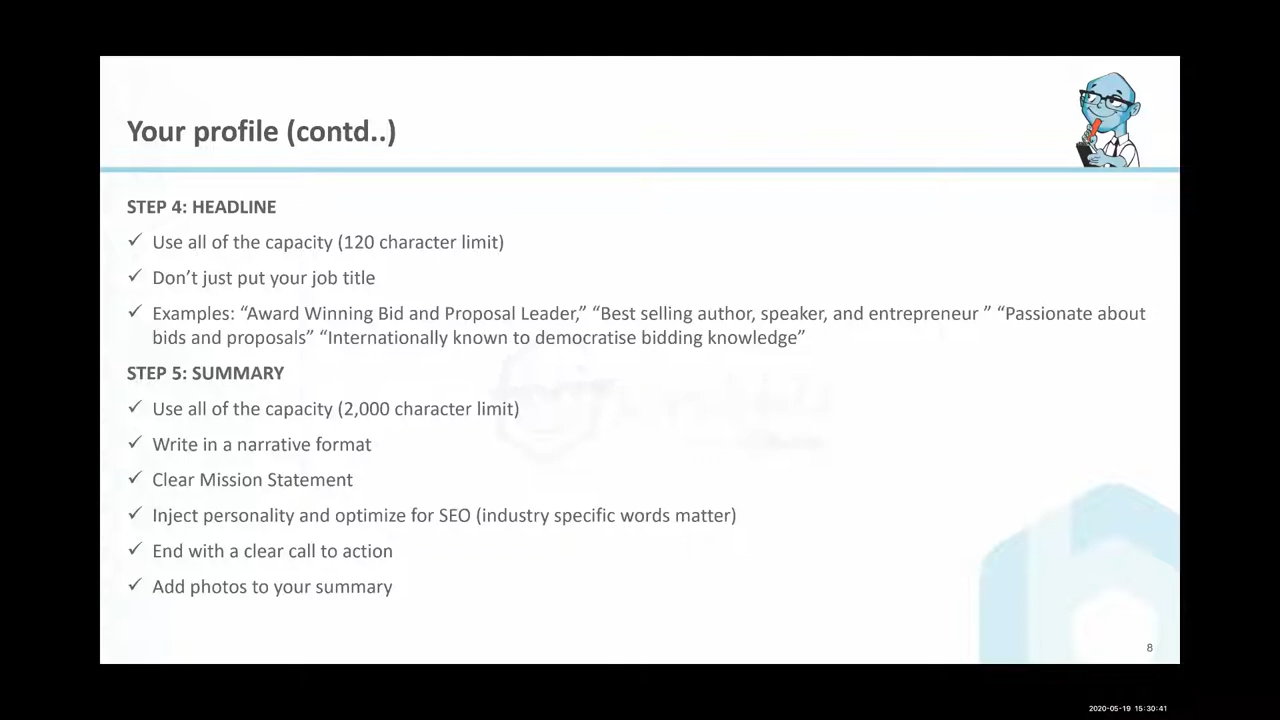 Your profile (contd..)
STEP 4: HEADLINE
✓ Use all of the capacity (120 character limit)
✓ Don’t just put your job title
✓ Examples: “Award Winning Bid and Proposal Leader,” “Best selling author, speaker, and entrepreneur ” “Passionate about
bids and proposals” “Internationally known to democratise bidding knowledge”
STEP 5: SUMMARY
✓ Use all of the capacity (2,000 character limit)
✓ Write in a narrative format
✓ Clear Mission Statement
✓ Inject personality and optimize for SEO (industry specific words matter)
✓ End with a clear call to action
✓ Add photos to your summary
8
2020-05-19 15:30:41